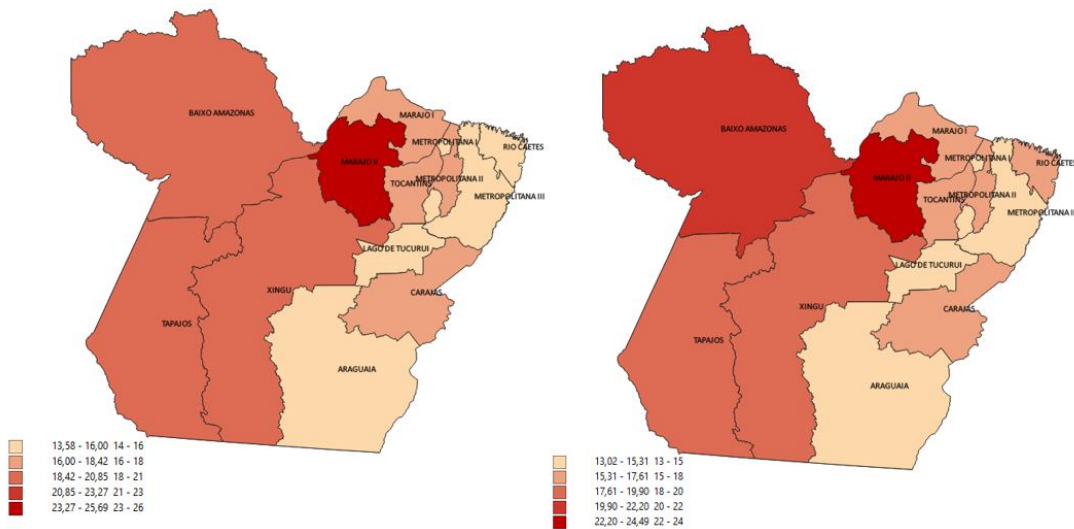 BAIXO AMAZONAS
MARAJO I
METROPOLITANA I
RIO CAETES
MARAJO II
METROPOLITANA II
TOCANTINS
METROPOLITANA III
LAGO DE TUCURUI
XINGU
CARAJAS
TAPAJOS
ARAGUAIA
13,58 - 16,00 14 - 16
16,00 - 18,42 16 - 18
18,42 - 20,85 18 - 21
20,85 - 23,27 21 - 23
23,27 - 25,69 23 - 26
BAIXO AMAZONAS
MARAJO I
METROPOLITANA I
RIO CAETES
MARAJO II
METROPOLITANA II
TOCANTINS
METROPOLITANA II
LAGO DE TUCURUI
XINGU
CARAJAS
TAPAJOS
ARAGUAIA
13,02 - 15,31 13 - 15
15,31 - 17,61 15 - 18
17,61 - 19,90 18 - 20
19,90 - 22,20 20 - 22
22,20 - 24,49 22 - 24